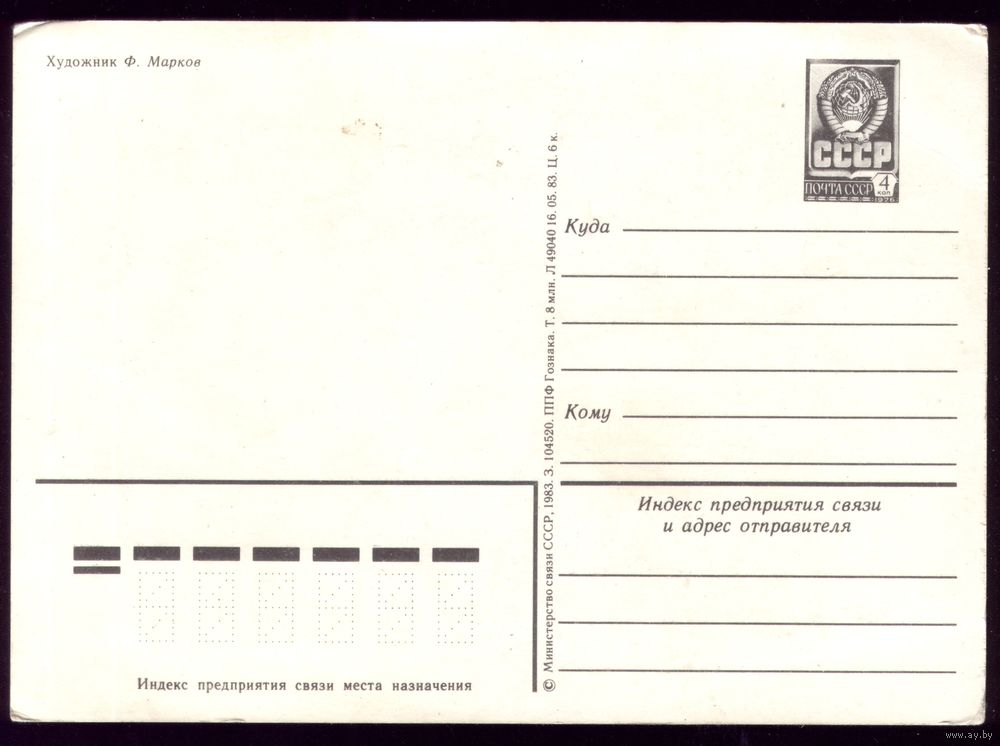 Художник Ф. Марков
СССР
ПОЧТА СССР
4
КОП
1976
Куда
Кому
© Министерство связи СССР, 1983. З. 104520. ППФ Гознака. Т. 8 млн. Л 49040 16. 05. 83. Ц. 6 к.
Индекс предприятия связи
и адрес отправителя
Индекс предприятия связи места назначения
www.ay.by